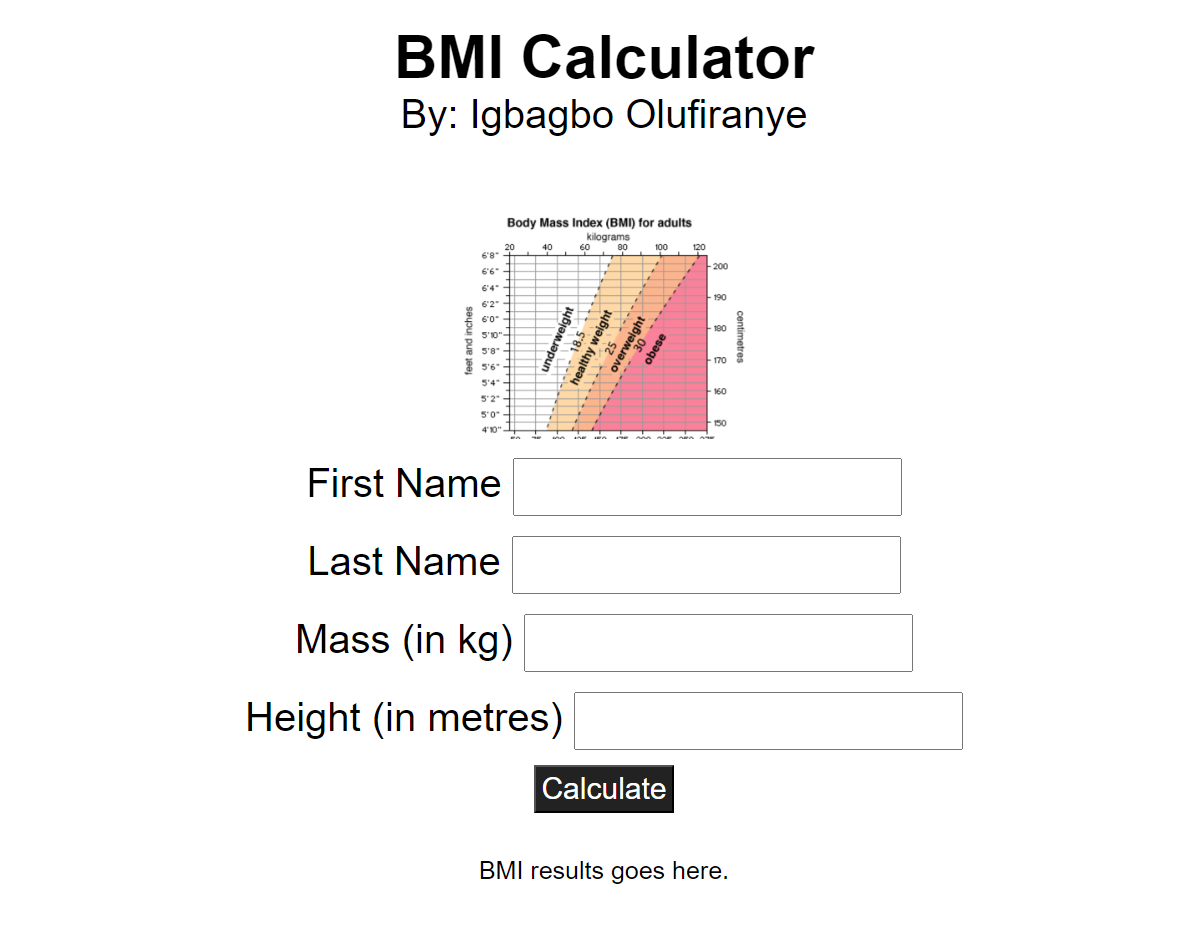 BMI Calculator
By: Igbagbo Olufiranye
Body Mass Index (BMI) for adults
kilograms
20 40 60 80 100 120
6'8"
6'6"
6'4"
6'2"
6'0"
5'10"
5'8"
5'6"
5'4"
5'2"
5'0"
4'10"
feet and inches
underweight
18.5
healthy weight
25
overweight
30
obese
200
190
180
170
160
150
centimetres
First Name
Last Name
Mass (in kg)
Height (in metres)
Calculate
BMI results goes here.